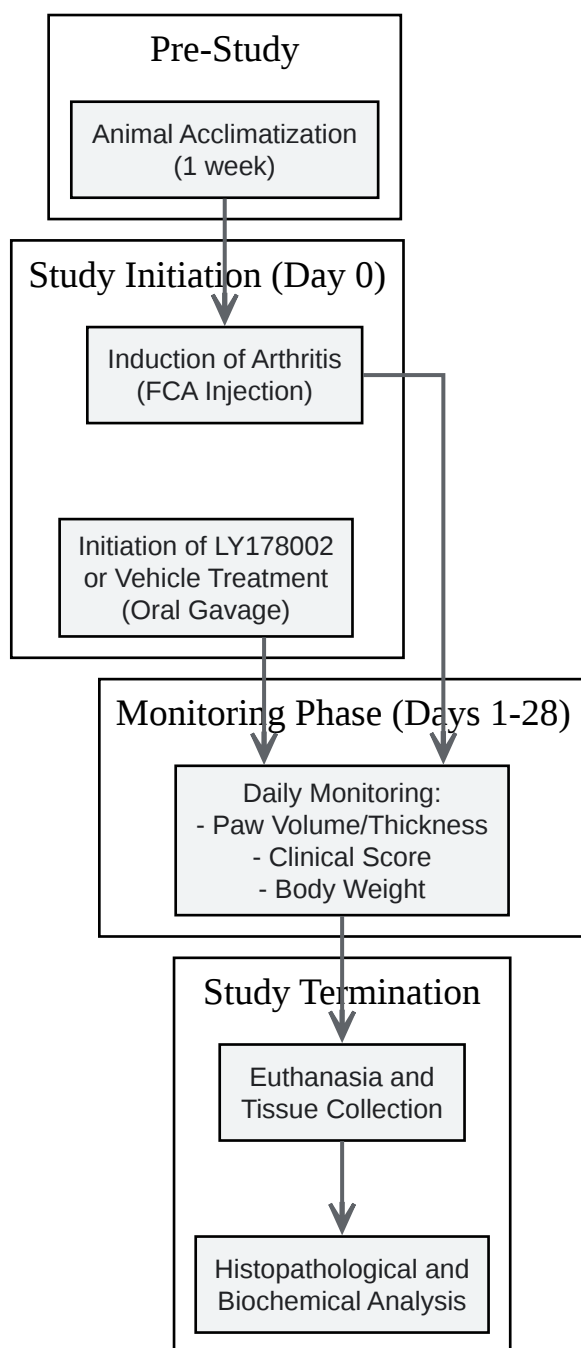 Pre-Study
Animal Acclimatization
(1 week)
Study Initiation (Day 0)
Induction of Arthritis
(FCA Injection)
Initiation of LY178002
or Vehicle Treatment
(Oral Gavage)
Monitoring Phase (Days 1-28)
Daily Monitoring:
- Paw Volume/Thickness
- Clinical Score
- Body Weight
Study Termination
Euthanasia and
Tissue Collection
Histopathological and
Biochemical Analysis